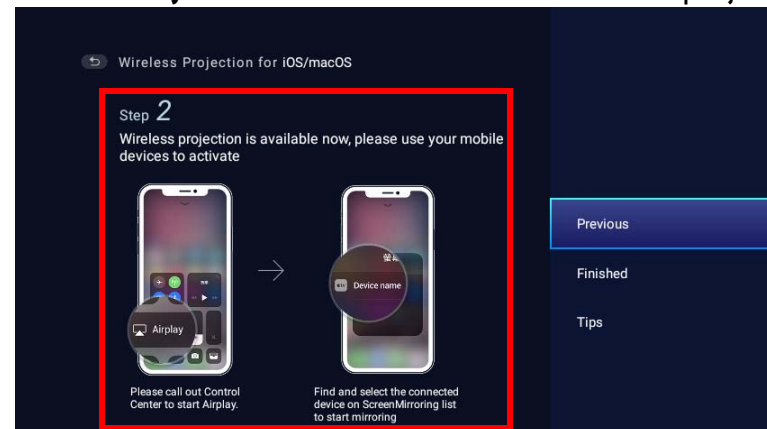 Wireless Projection for iOS/macOS
Step 2
Wireless projection is available now, please use your mobile
devices to activate
Device name
Airplay
Please call out Control
Center to start Airplay.
Find and select the connected
device on ScreenMirroring list
to start mirroring
Previous
Finished
Tips